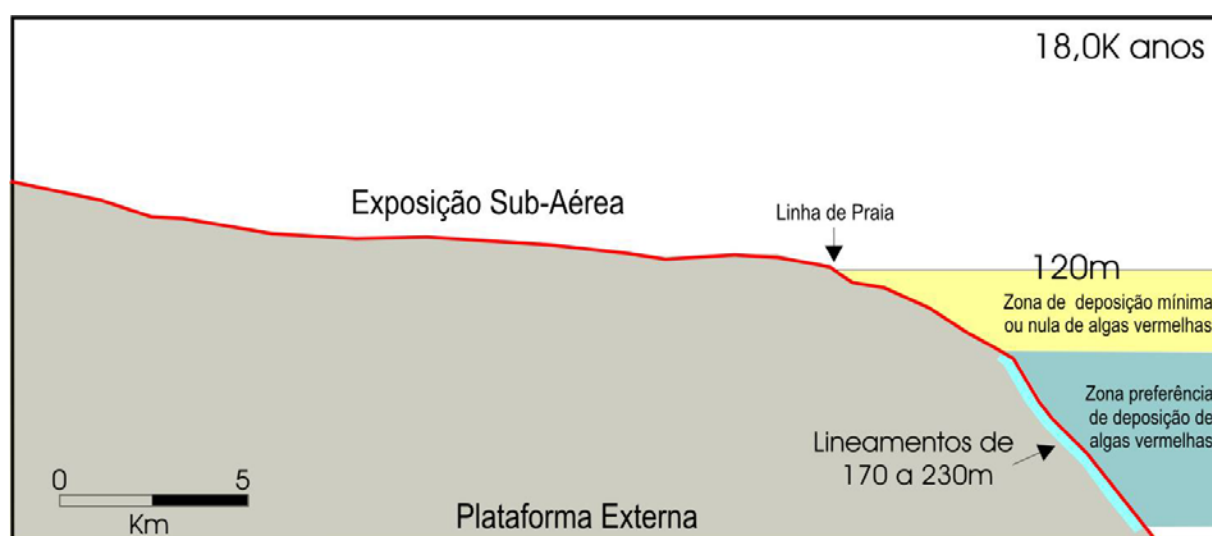 18,0K anos
Exposição Sub-Aérea
Linha de Praia
120m
Zona de deposição mínima
ou nula de algas vermelhas
Zona preferência
de deposição de
algas vermelhas
Lineamentos de
170 a 230m
0 5
Km
Plataforma Externa